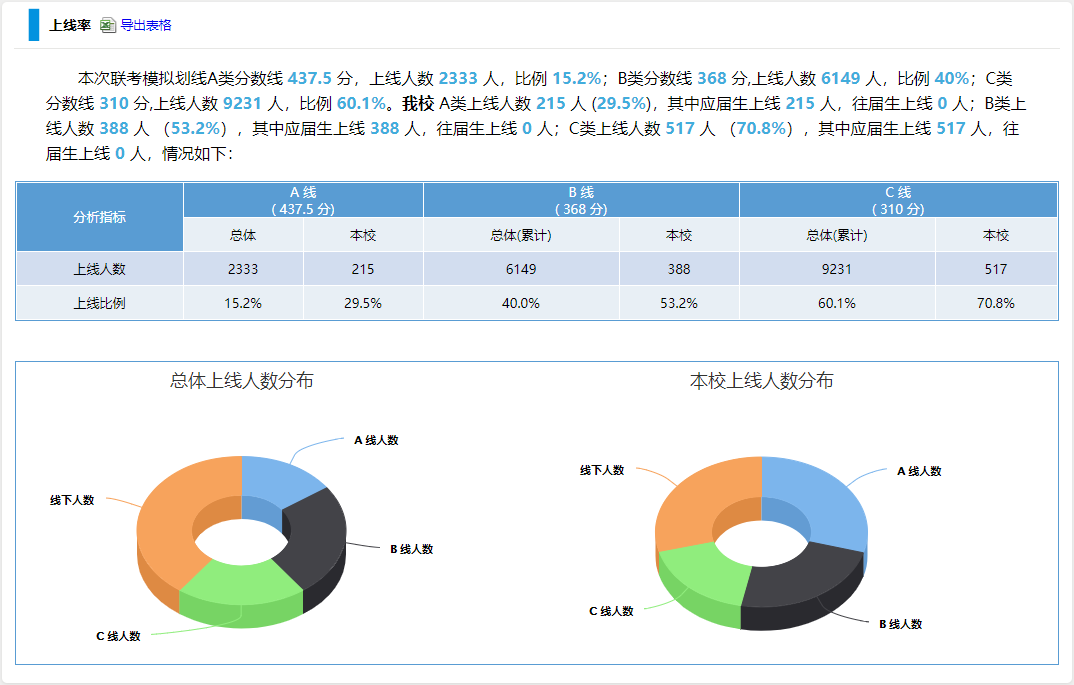 上线率 导出表格
本次联考模拟划线A类分数线 437.5 分，上线人数 2333 人，比例 15.2%；B类分数线 368 分,上线人数 6149 人，比例 40%；C类
分数线 310 分,上线人数 9231 人，比例 60.1%。我校 A类上线人数 215 人 (29.5%)，其中应届生上线 215 人，往届生上线 0 人；B类上
线人数 388 人 （53.2%），其中应届生上线 388 人，往届生上线 0 人；C类上线人数 517 人 （70.8%），其中应届生上线 517 人，往
届生上线 0 人，情况如下：
分析指标 A 线 B 线 C 线
( 437.5 分) ( 368 分) ( 310 分)
总体 本校 总体(累计) 本校 总体(累计) 本校
上线人数 2333 215 6149 388 9231 517
上线比例 15.2% 29.5% 40.0% 53.2% 60.1% 70.8%
总体上线人数分布
A 线人数
线下人数
B 线人数
C 线人数
本校上线人数分布
线下人数
A 线人数
C 线人数
B 线人数